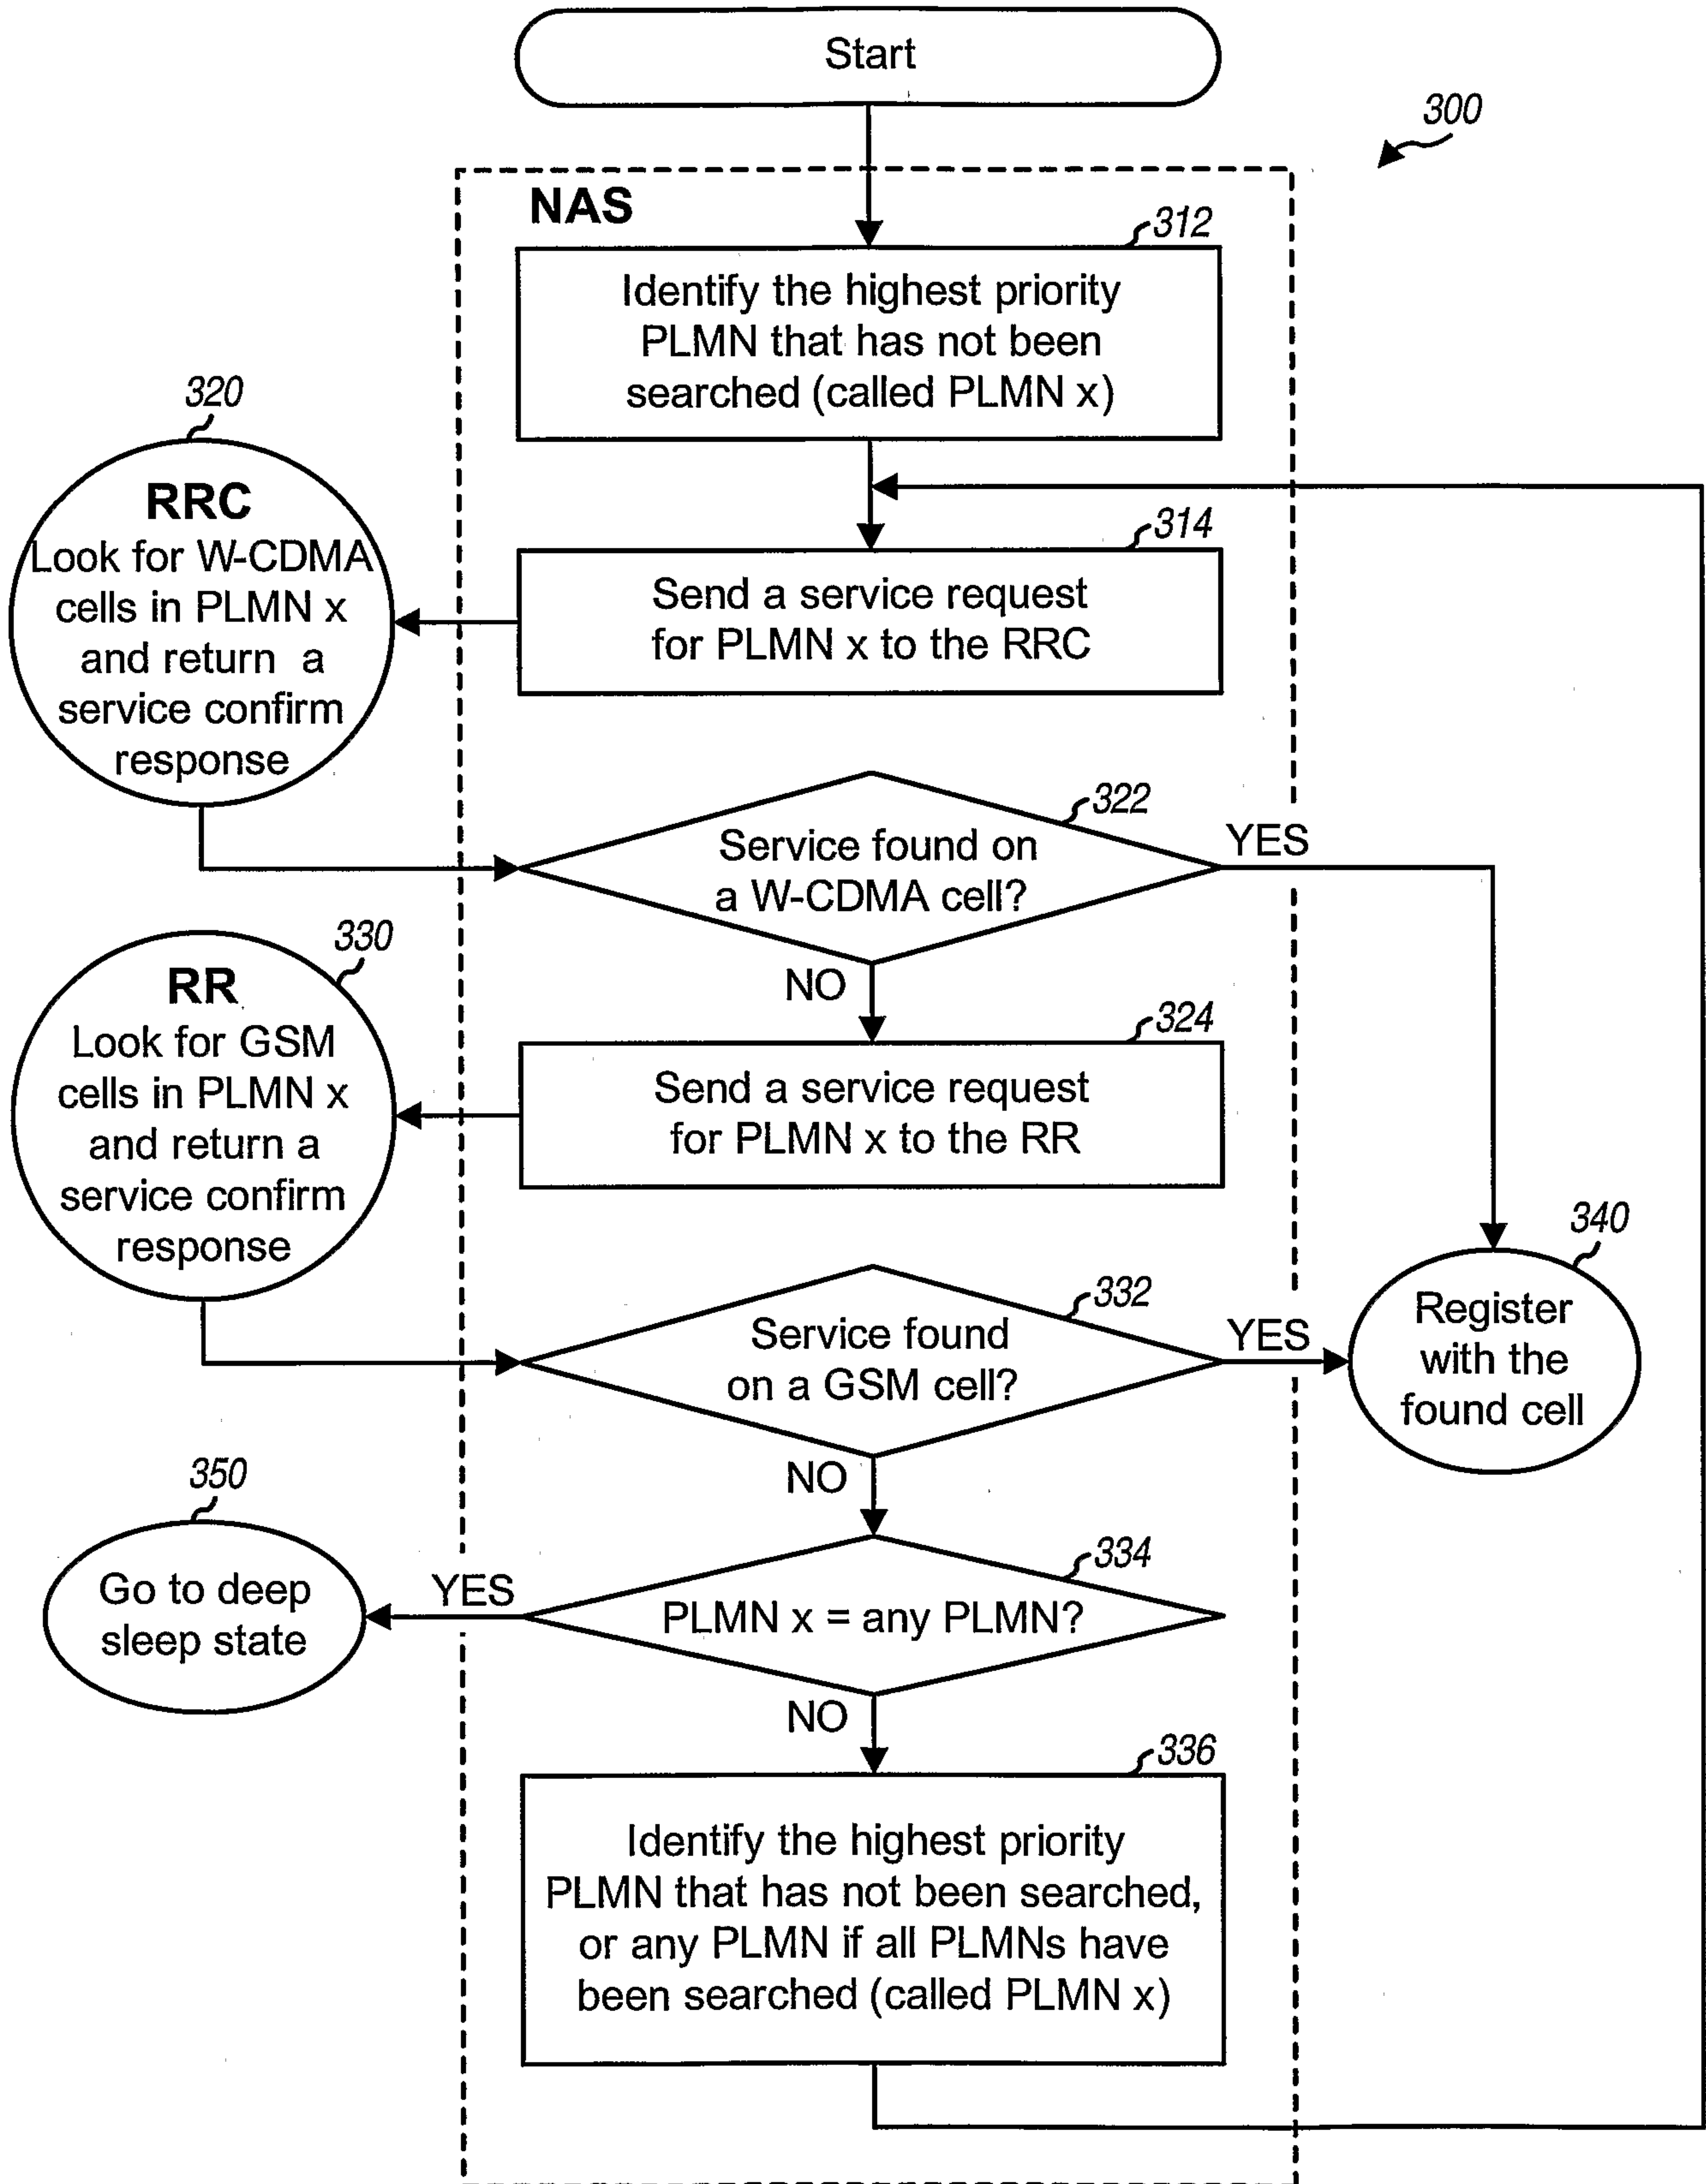 Start
300
NAS
312
Identify the highest priority
PLMN that has not been
searched (called PLMN x)
320
RRC
Look for W-CDMA
cells in PLMN x
and return a
service confirm
response
314
Send a service request
for PLMN x to the RRC
322
Service found on
a W-CDMA cell?
YES
NO
330
RR
Look for GSM
cells in PLMN x
and return a
service confirm
response
324
Send a service request
for PLMN x to the RR
332
Service found
on a GSM cell?
YES
NO
340
Register
with the
found cell
350
Go to deep
sleep state
YES
334
PLMN x = any PLMN?
NO
336
Identify the highest priority
PLMN that has not been searched,
or any PLMN if all PLMNs have
been searched (called PLMN x)